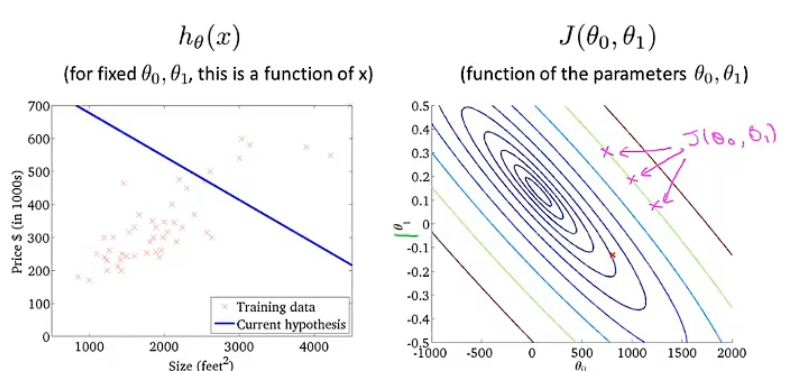 hθ(x)
(for fixed θ0, θ1, this is a function of x)
700
600
500
400
300
200
100
0
Price $ (in 1000s)
1000
2000
3000
4000
Size (feet²)
Training data
Current hypothesis
J(θ0, θ1)
(function of the parameters θ0, θ1)
0.5
0.4
0.3
0.2
0.1
0
-0.1
-0.2
-0.3
-0.4
-0.5
θ1
-1000
-500
0
500
1000
1500
2000
θ0
J(θ0, θ1)